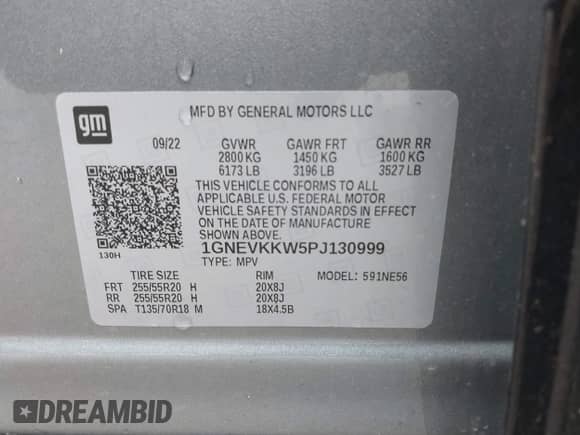 gm
MFD BY GENERAL MOTORS LLC
09/22 GVWR GAWR FRT GAWR RR
2800 KG 1450 KG 1600 KG
6173 LB 3196 LB 3527 LB
THIS VEHICLE CONFORMS TO ALL
APPLICABLE U.S. FEDERAL MOTOR
VEHICLE SAFETY STANDARDS IN EFFECT
ON THE DATE OF MANUFACTURE
SHOWN ABOVE.
130H
1GNEVKKW5PJ130999
TYPE: MPV
TIRE SIZE RIM MODEL: 591NE56
FRT 255/55R20 H 20X8J
RR 255/55R20 H 20X8J
SPA T135/70R18 M 18X4.5B
DREAMBID